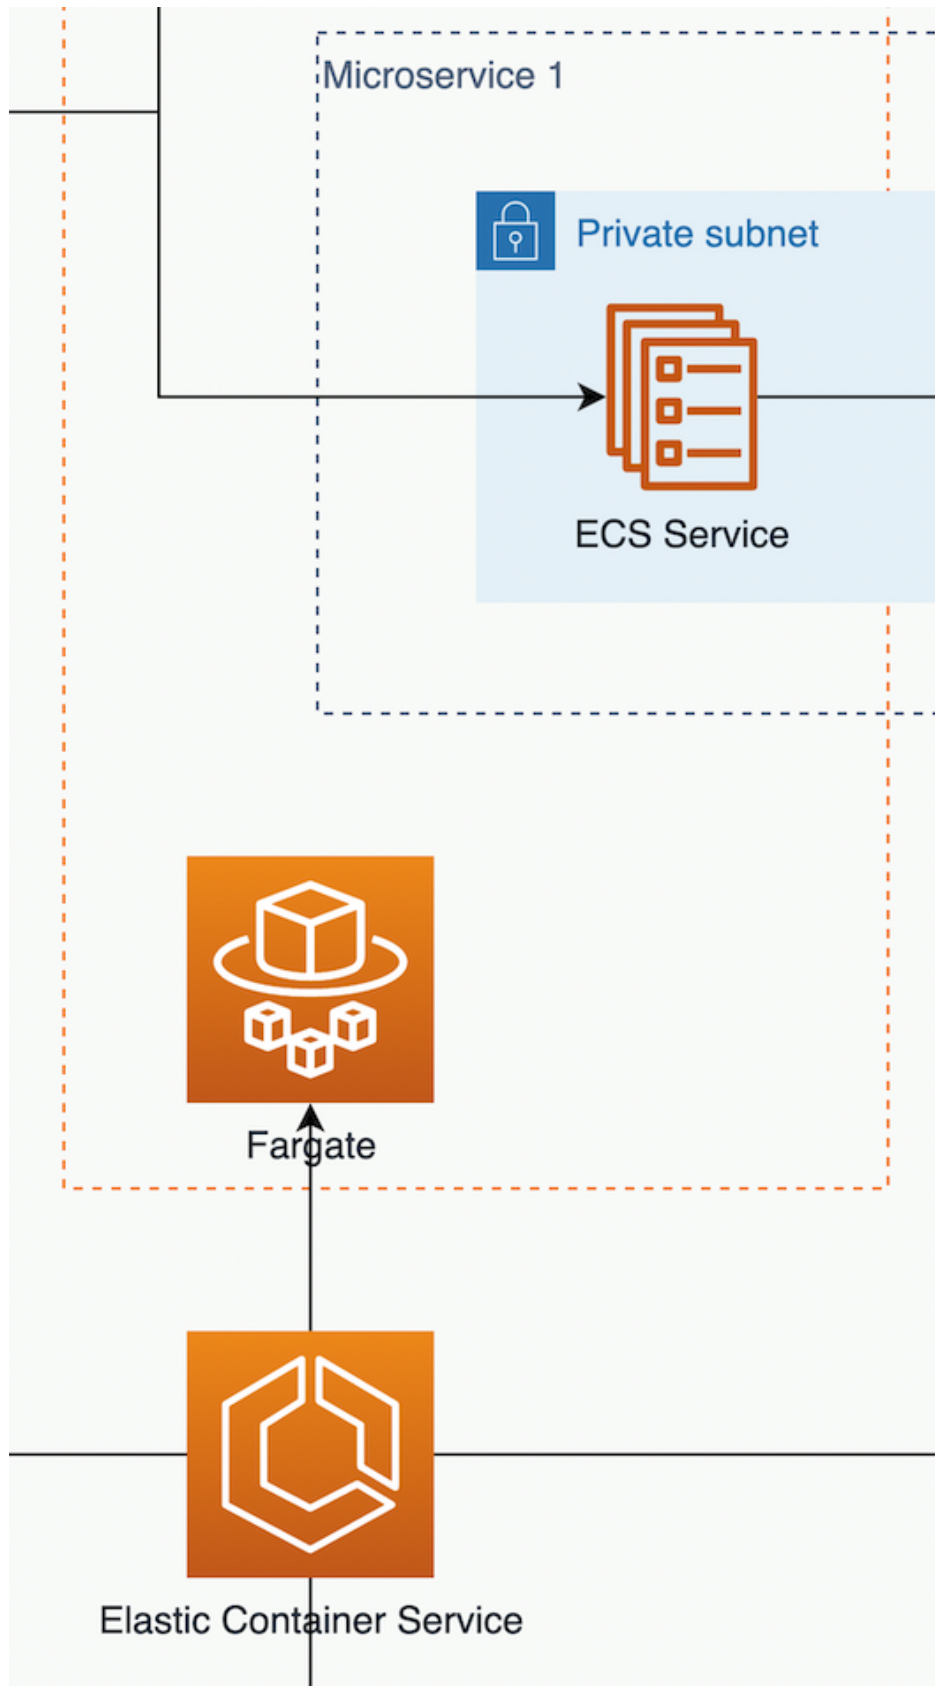 Microservice 1
Private subnet
ECS Service
Fargate
Elastic Container Service